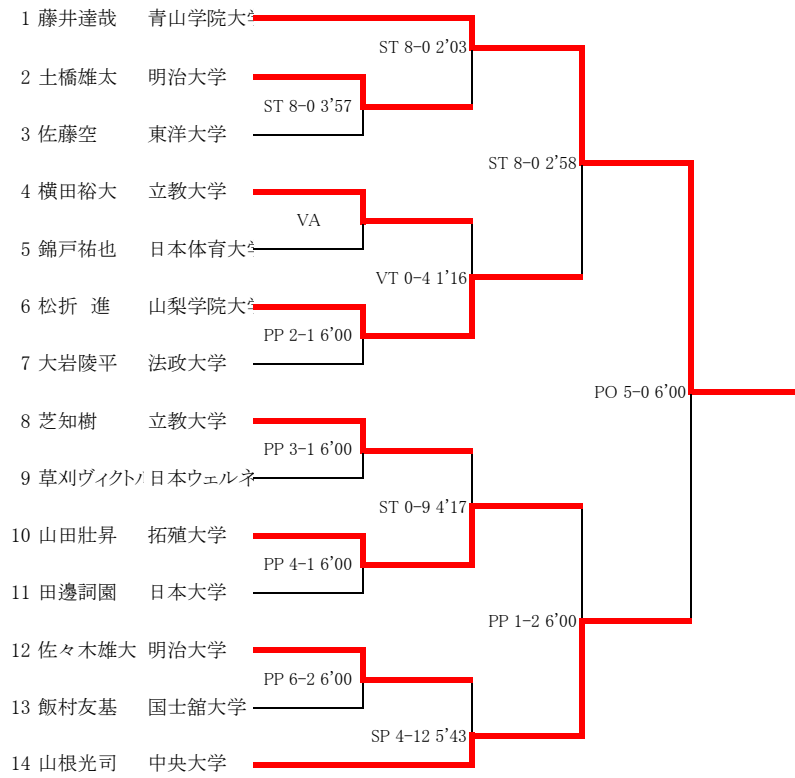 1 藤井達哉 青山学院大学
ST 8-0 2’03
2 土橋雄太 明治大学
ST 8-0 3’57
3 佐藤空 東洋大学
ST 8-0 2’58
4 横田裕大 立教大学
VA
5 錦戸祐也 日本体育大学
VT 0-4 1’16
6 松折 進 山梨学院大学
PP 2-1 6’00
7 大岩陵平 法政大学
PO 5-0 6’00
8 芝知樹 立教大学
PP 3-1 6’00
9 草刈ヴィクトル 日本ウェルネ
ST 0-9 4’17
10 山田壯昇 拓殖大学
PP 4-1 6’00
11 田邊詞園 日本大学
PP 1-2 6’00
12 佐々木雄大 明治大学
PP 6-2 6’00
13 飯村友基 国士舘大学
SP 4-12 5’43
14 山根光司 中央大学